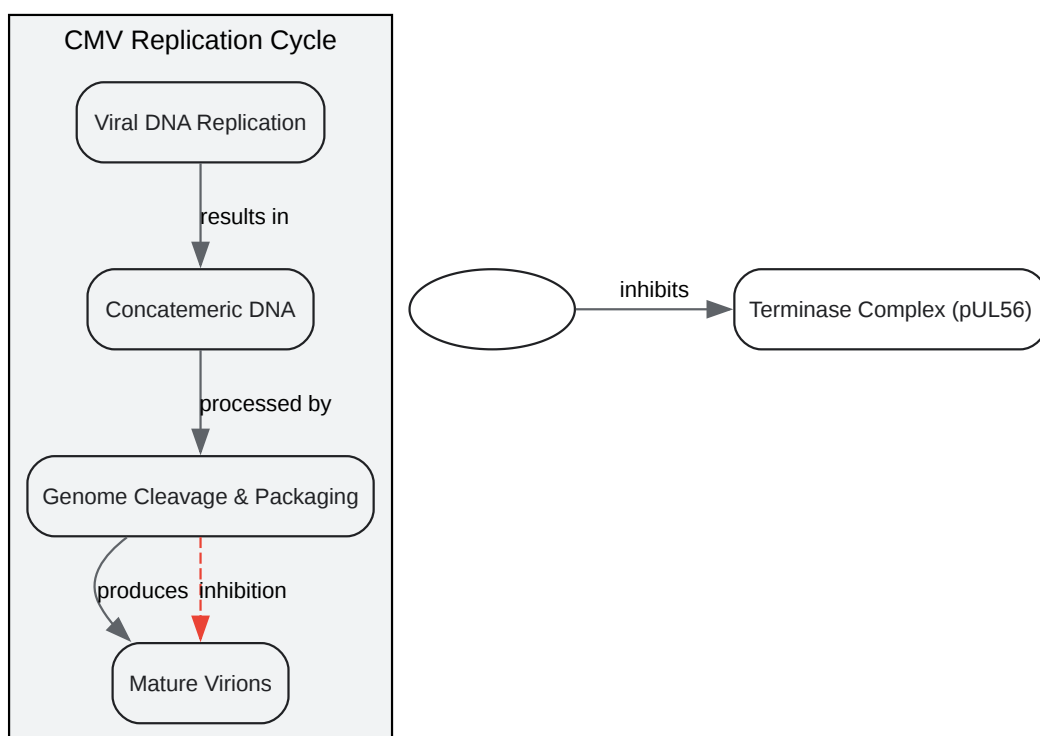 CMV Replication Cycle
Viral DNA Replication
results in
Concatemeric DNA
inhibits
Terminase Complex (pUL56)
processed by
Genome Cleavage & Packaging
produces
inhibition
Mature Virions